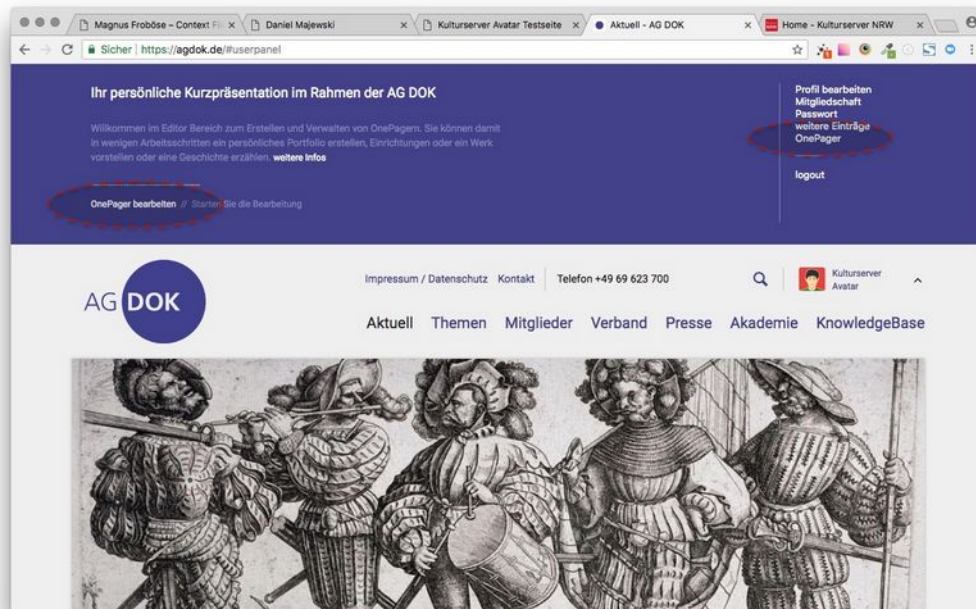 Magnus Froböse – Context Fi
Daniel Majewski
Kulturserver Avatar Testseite
Aktuell - AG DOK
Home - Kulturserver NRW
Sicher | https://agdok.de/#userpanel
Ihr persönliche Kurzpräsentation im Rahmen der AG DOK
Willkommen im Editor Bereich zum Erstellen und Verwalten von OnePagern. Sie können damit
in wenigen Arbeitsschritten ein persönliches Portfolio erstellen, Einrichtungen oder ein Werk
vorstellen oder eine Geschichte erzählen. weitere Infos
OnePager bearbeiten // Starten Sie die Bearbeitung
Profil bearbeiten
Mitgliedschaft
Passwort
weitere Einträge
OnePager
logout
AG DOK
Impressum / Datenschutz Kontakt Telefon +49 69 623 700
Kulturserver
Avatar
Aktuell Themen Mitglieder Verband Presse Akademie KnowledgeBase